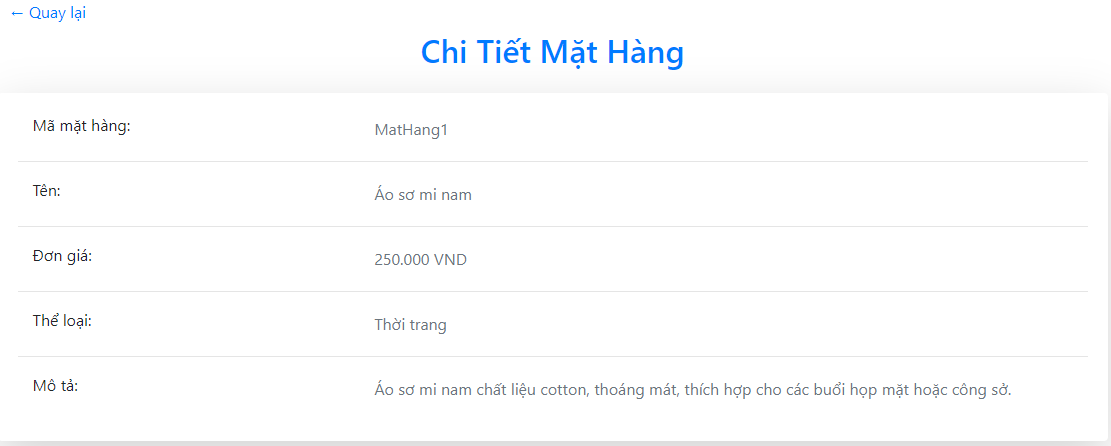 ← Quay lại
Chi Tiết Mặt Hàng
Mã mặt hàng: MatHang1
Tên: Áo sơ mi nam
Đơn giá: 250.000 VND
Thể loại: Thời trang
Mô tả: Áo sơ mi nam chất liệu cotton, thoáng mát, thích hợp cho các buổi họp mặt hoặc công sở.